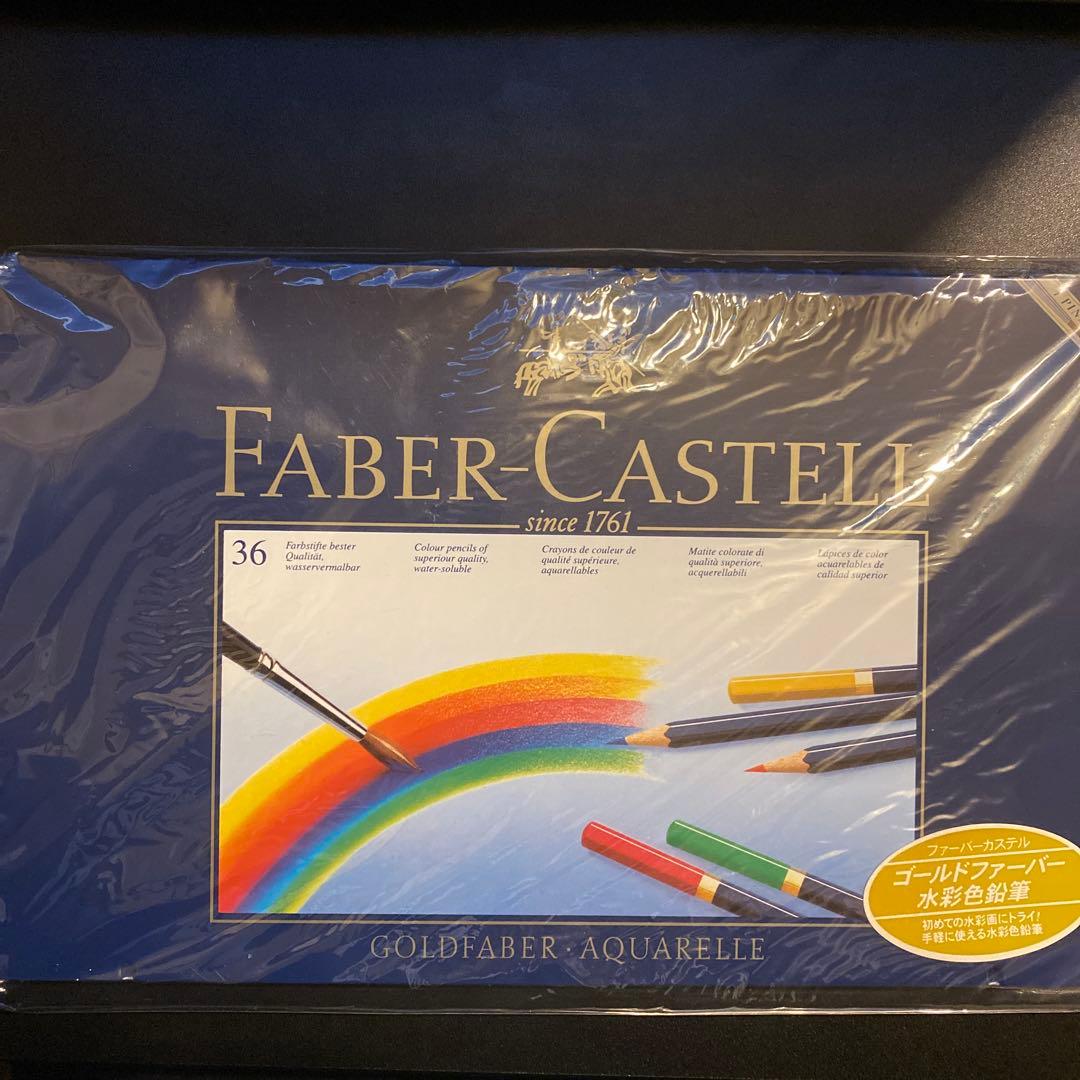 FABER-CASTELL
since 1761
36
Farbstifte bester
Qualität,
wasservermalbar
Colour pencils of
superiour quality,
water-soluble
Crayons de couleur de
qualité supérieure,
aquarellables
Matite colorate di
qualità superiore,
acquerellabili
Lápices de color
acuarelables de
calidad superior
ファーバーカステル
ゴールドファーバー
水彩色鉛筆
初めての水彩画にトライ!
手軽に使える水彩色鉛筆
GOLDFABER · AQUARELLE